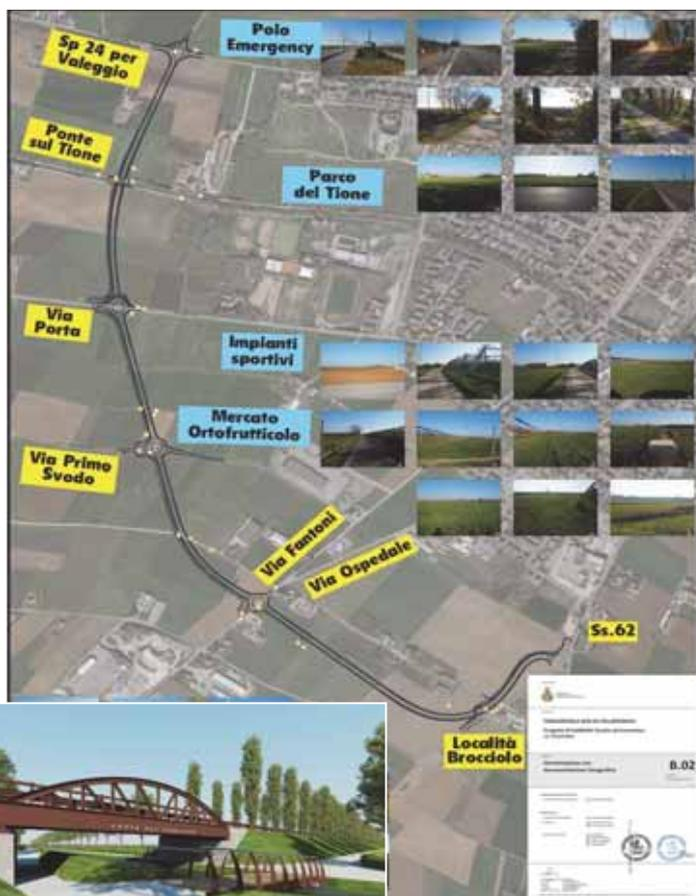 Polo
Emergency
Sp 24 per
Valeggio
Ponte
sul Tione
Parco
del Tione
Via
Porta
Impianti
sportivi
Mercato
Ortofrutticolo
Via Primo
Svodo
Via Fantoni
Via Ospedale
Ss.62
Località
Brocciolo
B.02